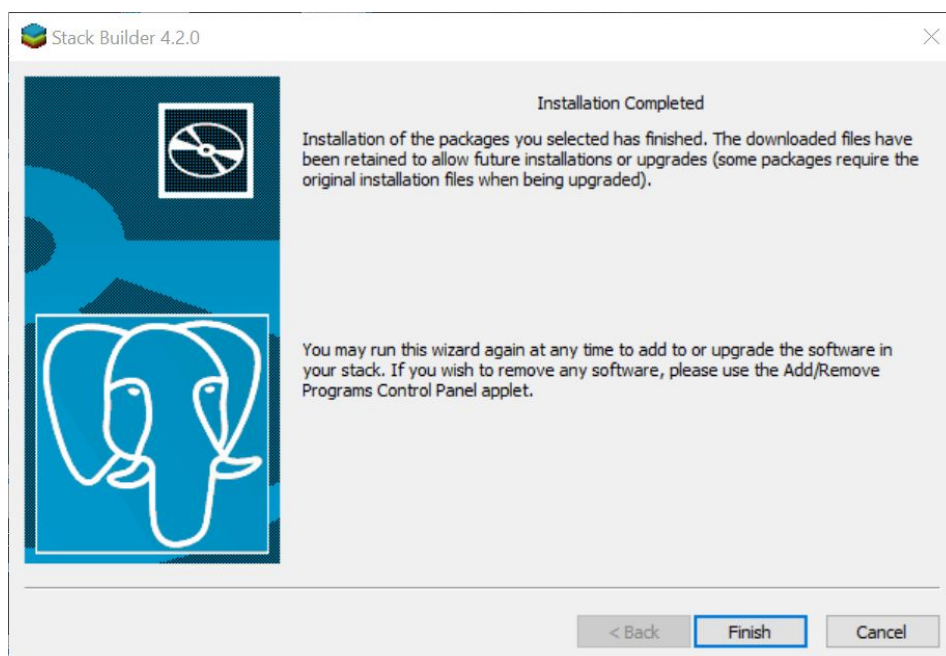 Stack Builder 4.2.0
Installation Completed
Installation of the packages you selected has finished. The downloaded files have
been retained to allow future installations or upgrades (some packages require the
original installation files when being upgraded).
You may run this wizard again at any time to add to or upgrade the software in
your stack. If you wish to remove any software, please use the Add/Remove
Programs Control Panel applet.
< Back Finish Cancel